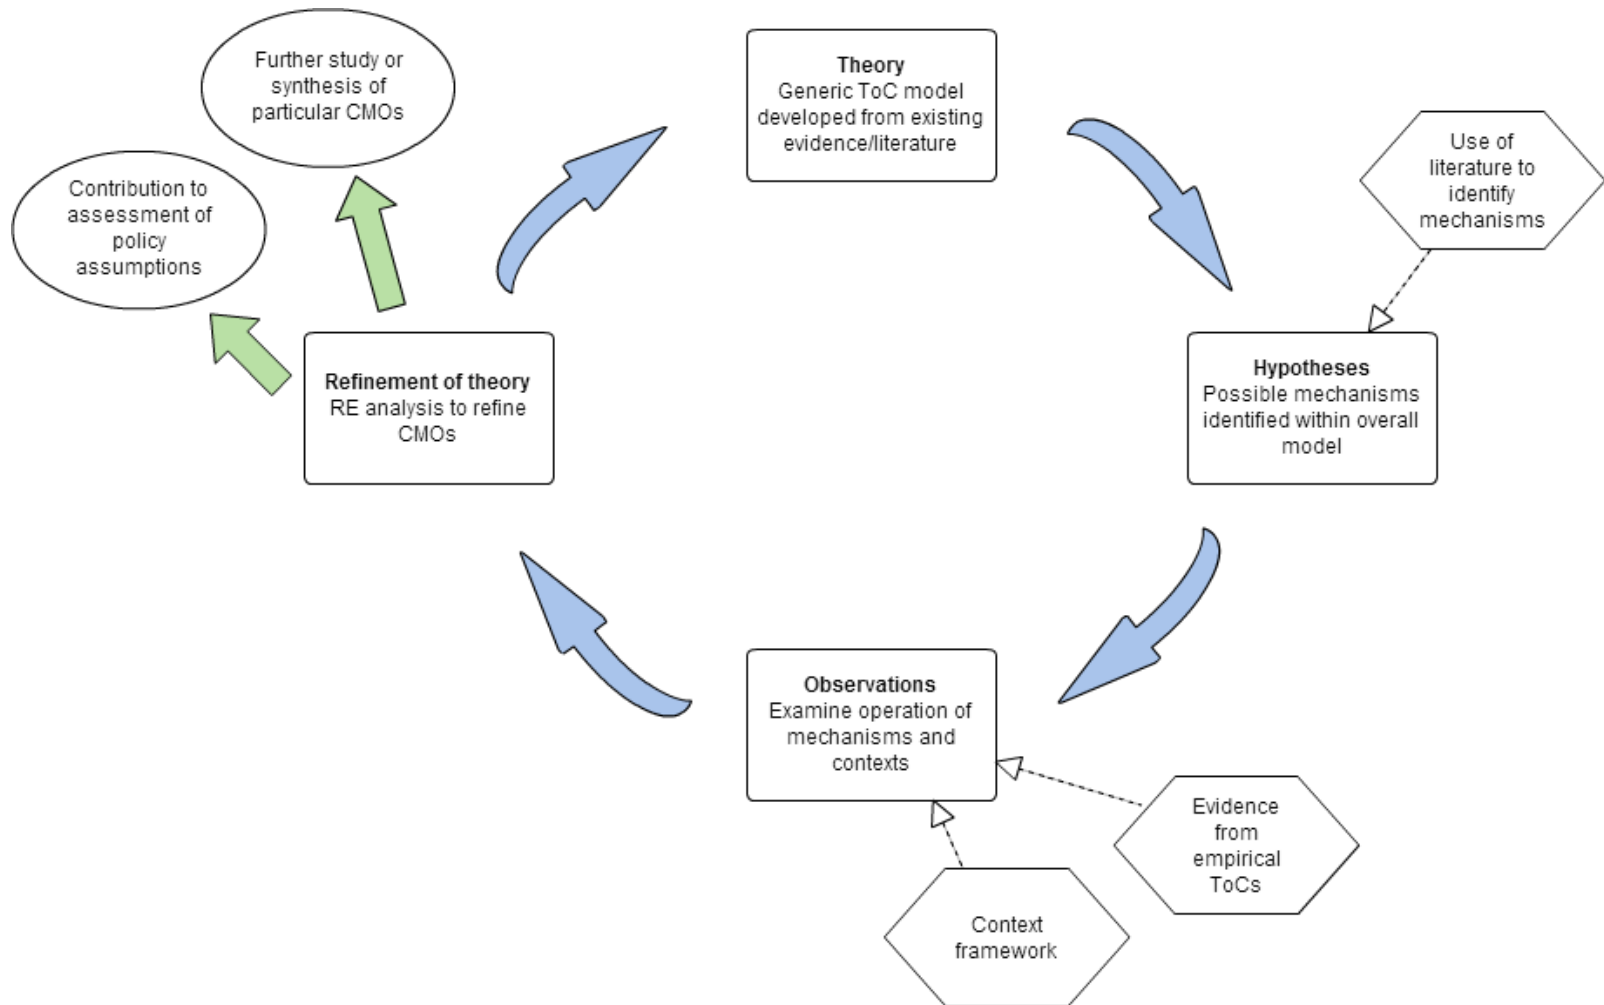 Further study or
synthesis of
particular CMOs
Contribution to
assessment of
policy
assumptions
Theory
Generic ToC model
developed from existing
evidence/literature
Use of
literature to
identify
mechanisms
Refinement of theory
RE analysis to refine
CMOs
Hypotheses
Possible mechanisms
identified within overall
model
Observations
Examine operation of
mechanisms and
contexts
Evidence
from
empirical
ToCs
Context
framework